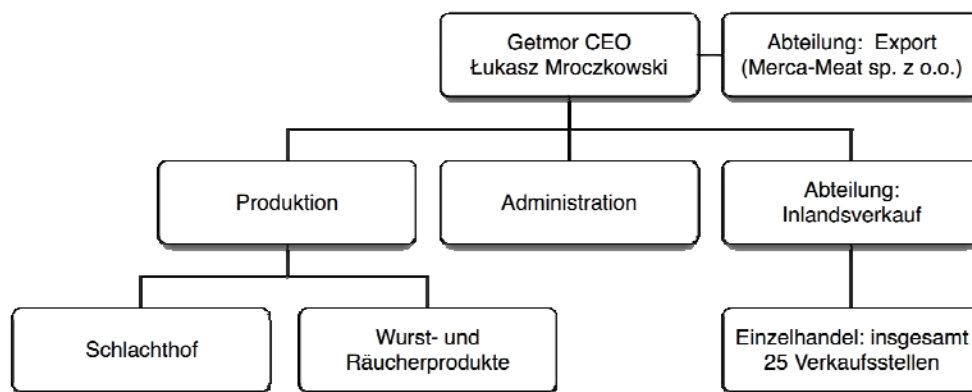 Getmor CEO
Łukasz Mroczkowski
Abteilung: Export
(Merca-Meat sp. z o.o.)
Produktion
Administration
Abteilung:
Inlandsverkauf
Schlachthof
Wurst- und
Räucherprodukte
Einzelhandel: insgesamt
25 Verkaufsstellen